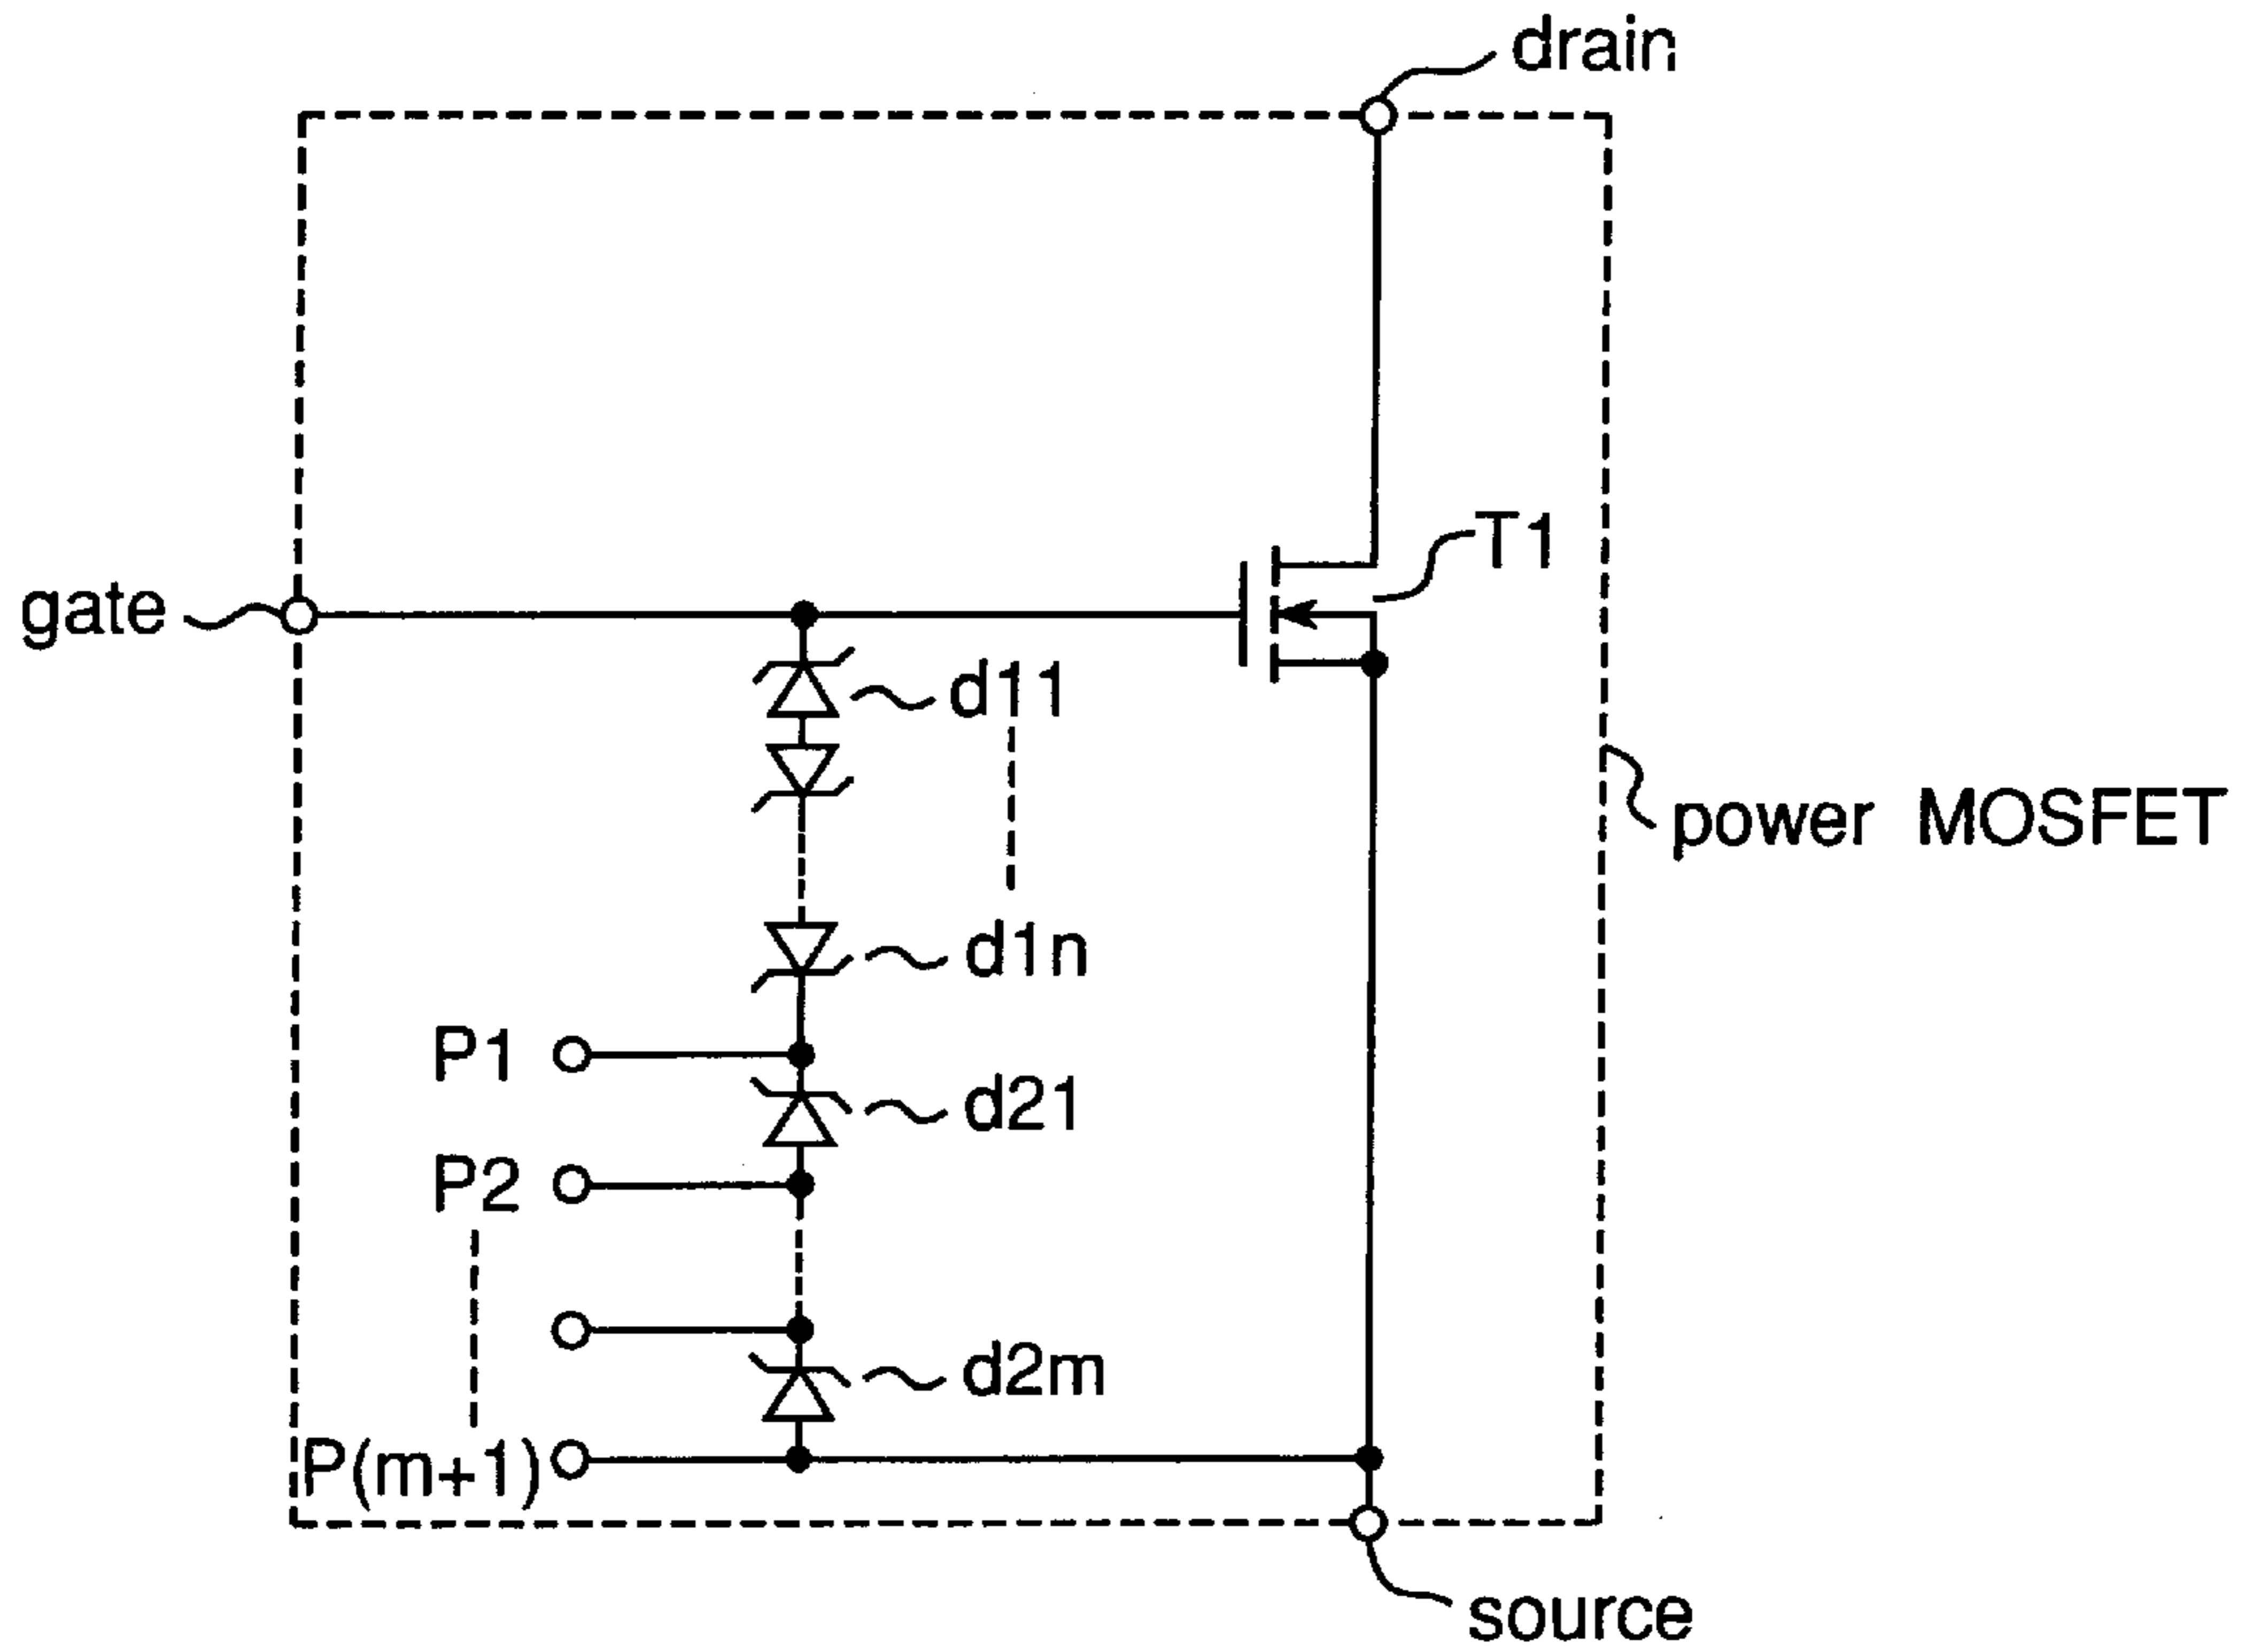 drain
T1
gate
d11
power MOSFET
d1n
P1
d21
P2
d2m
P(m+1)
source